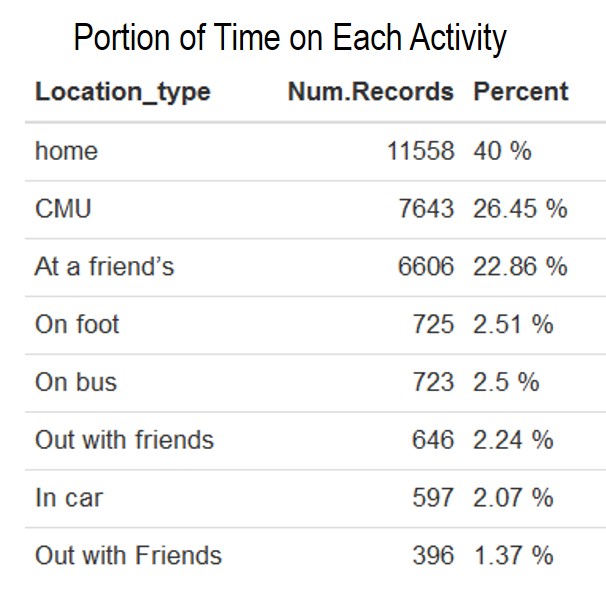 Portion of Time on Each Activity
Location_type Num.Records Percent
home 11558 40 %
CMU 7643 26.45 %
At a friend’s 6606 22.86 %
On foot 725 2.51 %
On bus 723 2.5 %
Out with friends 646 2.24 %
In car 597 2.07 %
Out with Friends 396 1.37 %